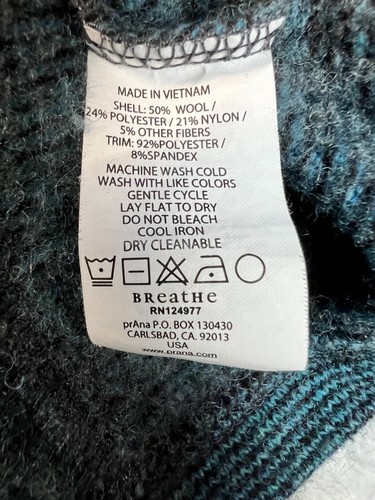 MADE IN VIETNAM
SHELL: 50% WOOL /
24% POLYESTER / 21% NYLON /
5% OTHER FIBERS
TRIM: 92%POLYESTER /
8%SPANDEX
MACHINE WASH COLD
WASH WITH LIKE COLORS
GENTLE CYCLE
LAY FLAT TO DRY
DO NOT BLEACH
COOL IRON
DRY CLEANABLE
BReatHe
RN124977
prAna P.O. BOX 130430
CARLSBAD, CA. 92013
USA
www.prana.com